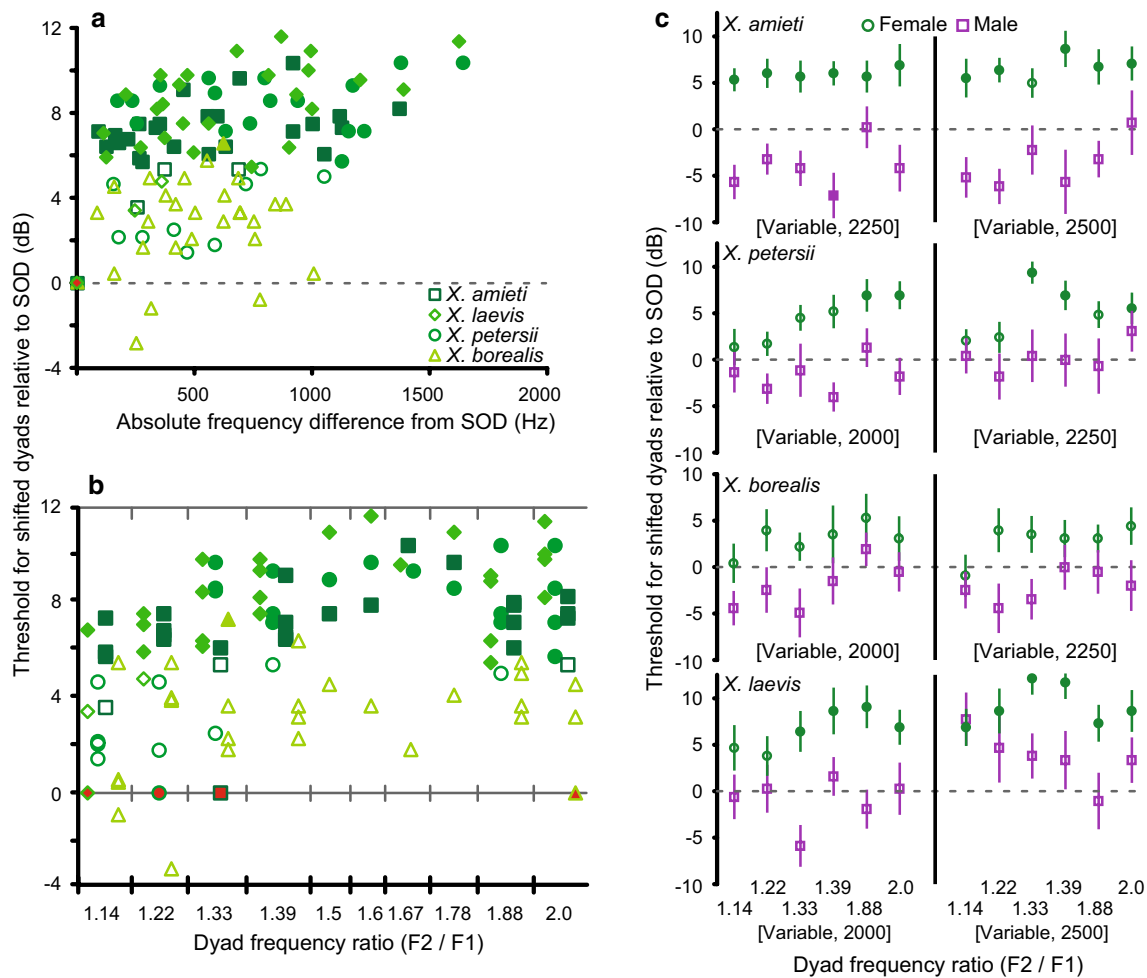 a
Threshold for shifted dyads relative to SOD (dB)
12
8
4
0
-4
500
1000
1500
2000
X. amieti
X. laevis
X. petersii
X. borealis
Absolute frequency difference from SOD (Hz)
b
12
8
4
0
-4
1.14
1.22
1.33
1.39
1.5
1.6
1.67
1.78
1.88
2.0
Dyad frequency ratio (F2 / F1)
c
Threshold for shifted dyads relative to SOD (dB)
Female
Male
X. amieti
10
5
0
-5
-10
[Variable, 2250]
[Variable, 2500]
X. petersii
10
5
0
-5
-10
[Variable, 2000]
[Variable, 2250]
X. borealis
10
5
0
-5
-10
[Variable, 2000]
[Variable, 2250]
X. laevis
10
5
0
-5
-10
1.14
1.22
1.33
1.39
1.88
2.0
1.14
1.22
1.33
1.39
1.88
2.0
[Variable, 2000]
[Variable, 2500]
Dyad frequency ratio (F2 / F1)